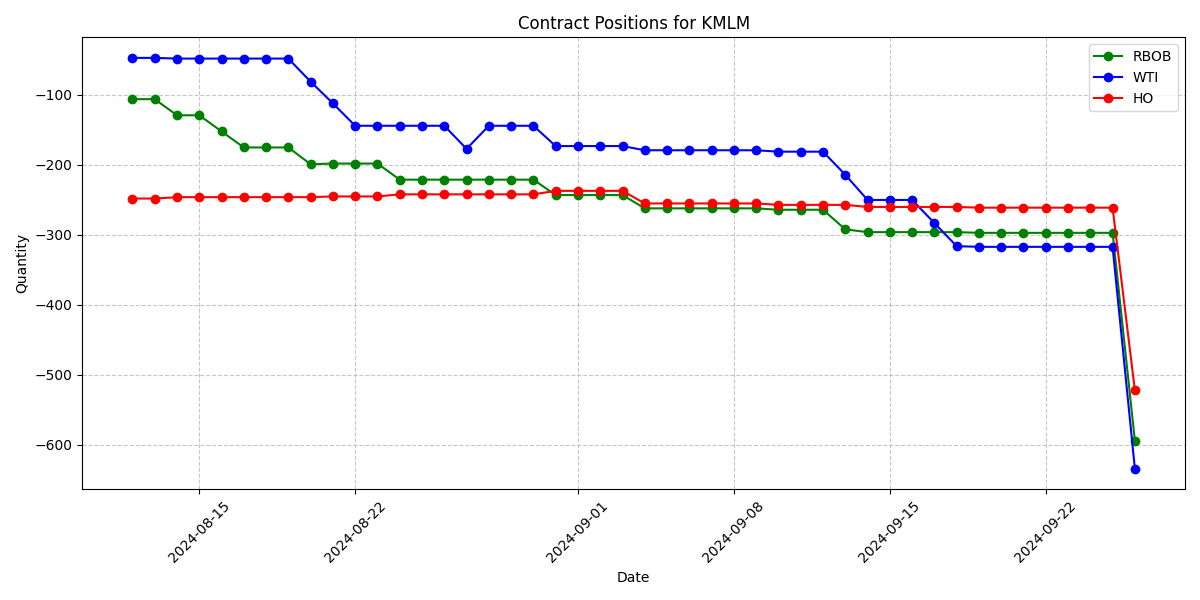 Contract Positions for KMLM
RBOB
WTI
HO
−100
−200
−300
−400
−500
−600
Quantity
2024-08-15
2024-08-22
2024-09-01
2024-09-08
2024-09-15
2024-09-22
Date